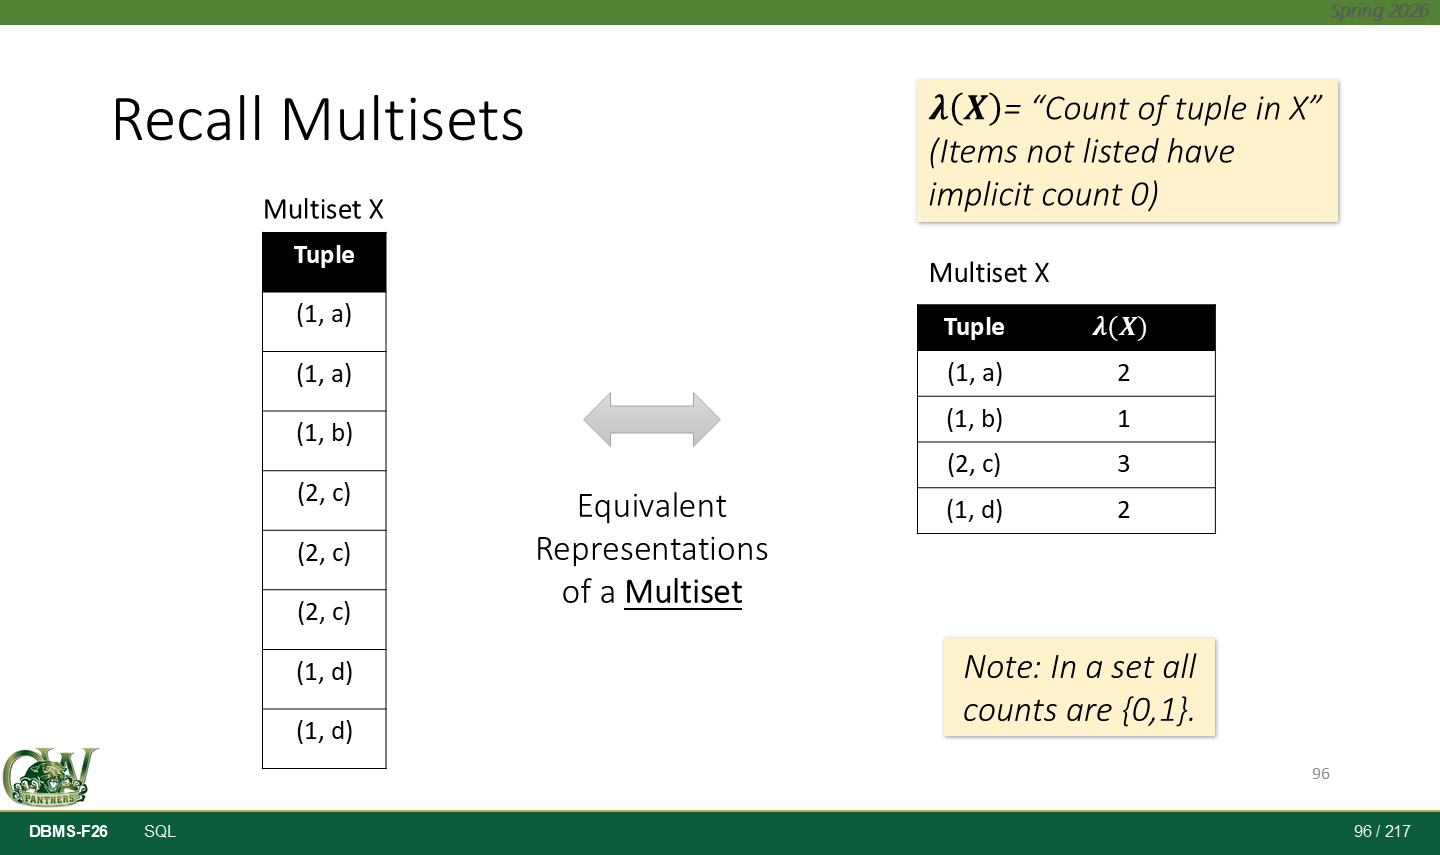 Spring 2026
Recall Multisets
𝝀(𝑿)= “Count of tuple in X”
(Items not listed have
implicit count 0)
Multiset X
Tuple
(1, a)
(1, a)
(1, b)
(2, c)
(2, c)
(2, c)
(1, d)
(1, d)
Equivalent
Representations
of a Multiset
Multiset X
Tuple 𝝀(𝑿)
(1, a) 2
(1, b) 1
(2, c) 3
(1, d) 2
Note: In a set all
counts are {0,1}.
96
OW
PANTHERS
DBMS-F26 SQL 96 / 217